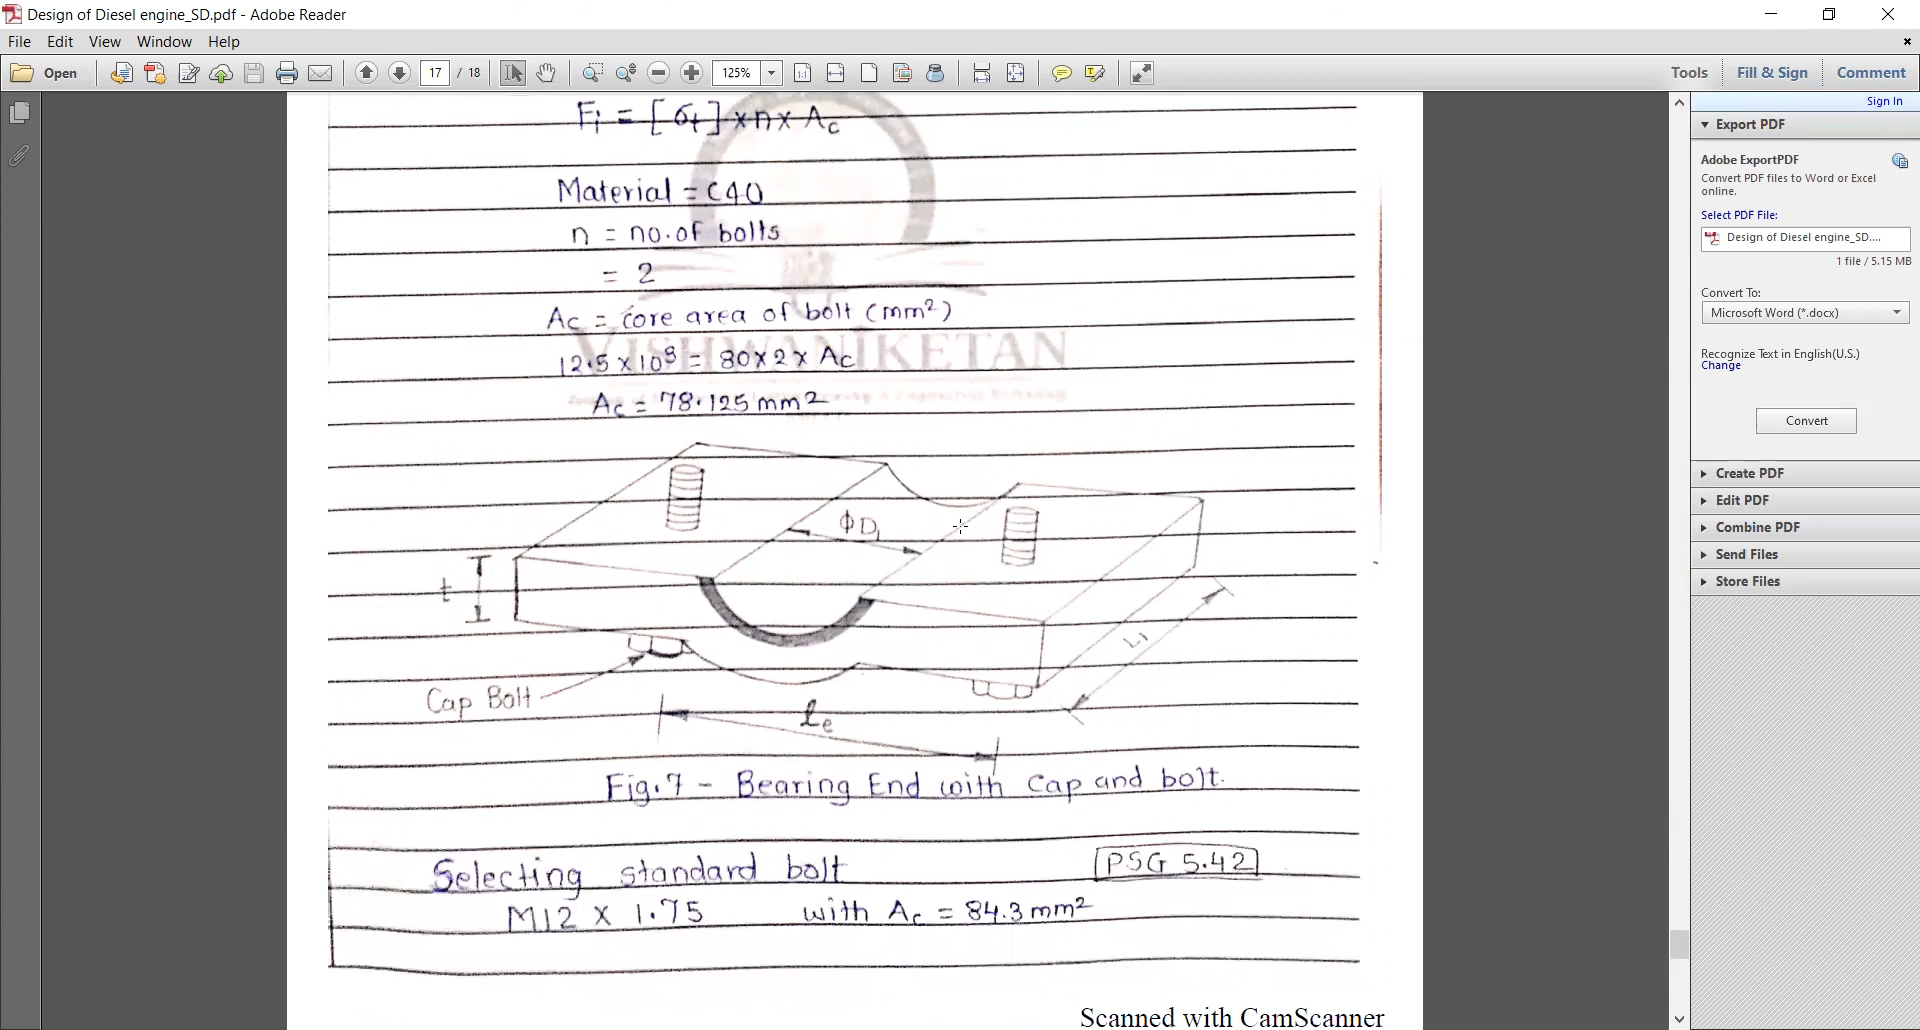 Design of Diesel engine_SD.pdf - Adobe Reader
File Edit View Window Help
Open 17 / 18 125% Tools Fill & Sign Comment
Sign In
Export PDF
Adobe ExportPDF
Convert PDF files to Word or Excel
online.
Select PDF File:
Design of Diesel engine_SD....
1 file / 5.15 MB
Convert To:
Microsoft Word (*.docx)
Recognize Text in English(U.S.)
Change
Convert
Create PDF
Edit PDF
Combine PDF
Send Files
Store Files
Fi = [σt] × n × Ac
Material = C40
n = no. of bolts
= 2
Ac = core area of bolt (mm²)
VISHWANIKETAN
12.5 × 10³ = 80 × 2 × Ac
Ac = 78.125 mm²
ϕD1
t
L1
Cap Bolt
le
Fig. 7 - Bearing End with Cap and bolt.
Selecting standard bolt PSG 5.42
M12 × 1.75 with Ac = 84.3 mm²
Scanned with CamScanner